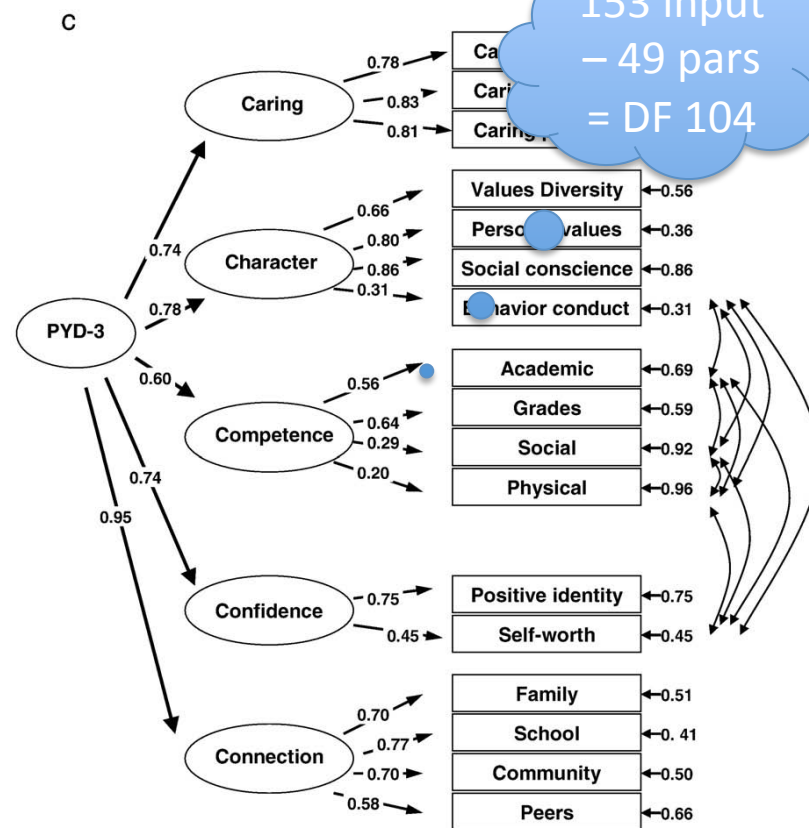 C
153 input
– 49 pars
= DF 104
PYD-3
0.74
0.78
0.60
0.74
0.95
Caring
0.78
0.83
0.81
Caring
Character
0.66
0.80
0.86
0.31
Values Diversity
0.56
values
0.36
Social conscience
0.86
conduct
0.31
Competence
0.56
0.64
0.29
0.20
Academic
0.69
Grades
0.59
Social
0.92
Physical
0.96
Confidence
0.75
0.45
Positive identity
0.75
Self-worth
0.45
Connection
0.70
0.77
0.70
0.58
Family
0.51
School
0. 41
Community
0.50
Peers
0.66